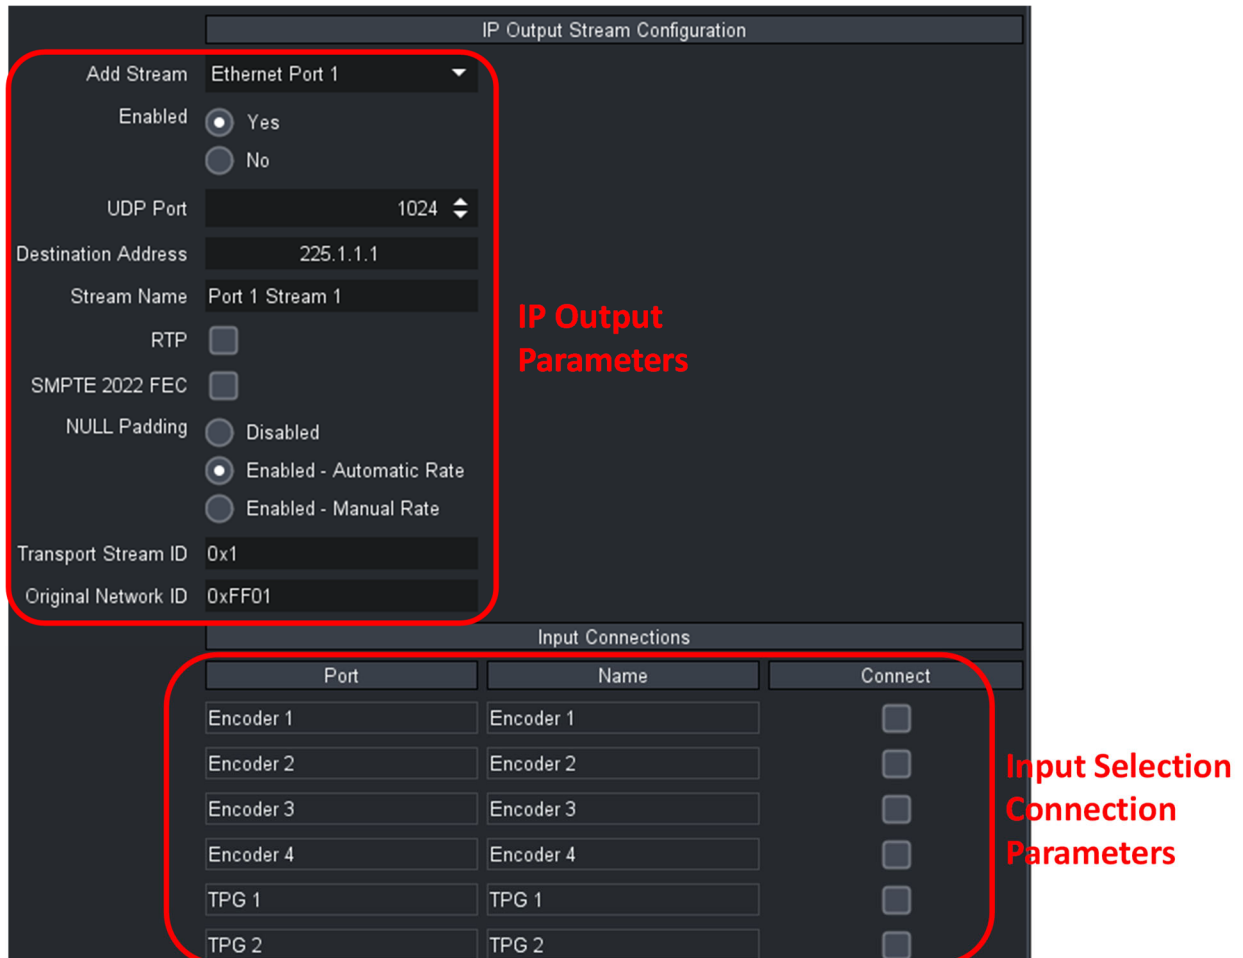 IP Output Stream Configuration
Add Stream Ethernet Port 1
Enabled Yes
No
UDP Port 1024
Destination Address 225.1.1.1
Stream Name Port 1 Stream 1
RTP
SMPTE 2022 FEC
NULL Padding Disabled
Enabled - Automatic Rate
Enabled - Manual Rate
Transport Stream ID 0x1
Original Network ID 0xFF01
IP Output
Parameters
Input Connections
Port Name Connect
Encoder 1 Encoder 1
Encoder 2 Encoder 2
Encoder 3 Encoder 3
Encoder 4 Encoder 4
TPG 1 TPG 1
TPG 2 TPG 2
Input Selection
Connection
Parameters